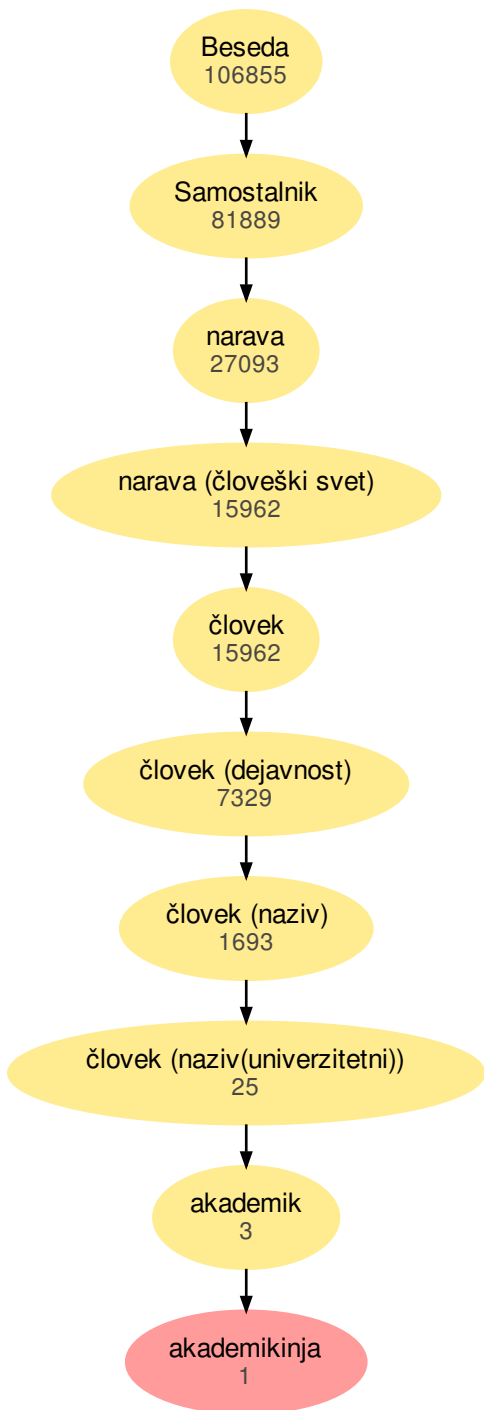 Beseda
106855
Samostalnik
81889
narava
27093
narava (človeški svet)
15962
človek
15962
človek (dejavnost)
7329
človek (naziv)
1693
človek (naziv(univerzitetni))
25
akademik
3
akademikinja
1